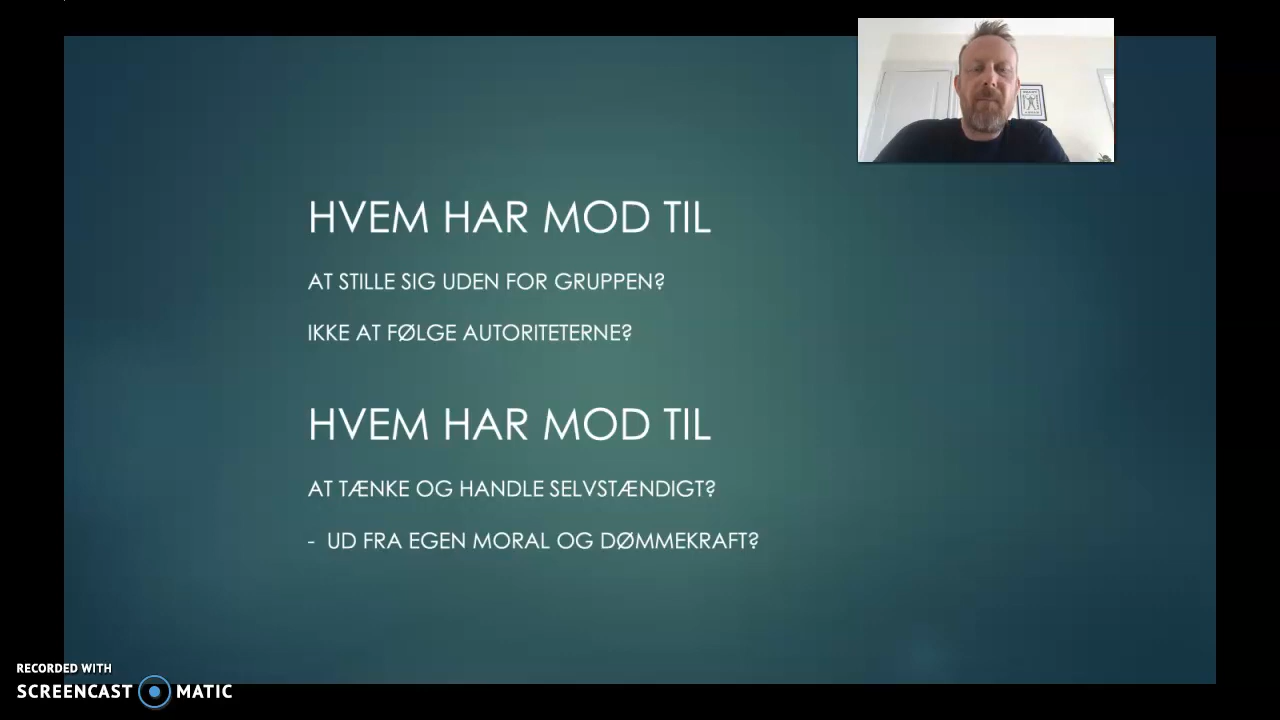 HVEM HAR MOD TIL
AT STILLE SIG UDEN FOR GRUPPEN?
IKKE AT FØLGE AUTORITETERNE?
HVEM HAR MOD TIL
AT TÆNKE OG HANDLE SELVSTÆNDIGT?
- UD FRA EGEN MORAL OG DØMMEKRAFT?
RECORDED WITH
SCREENCAST MATIC